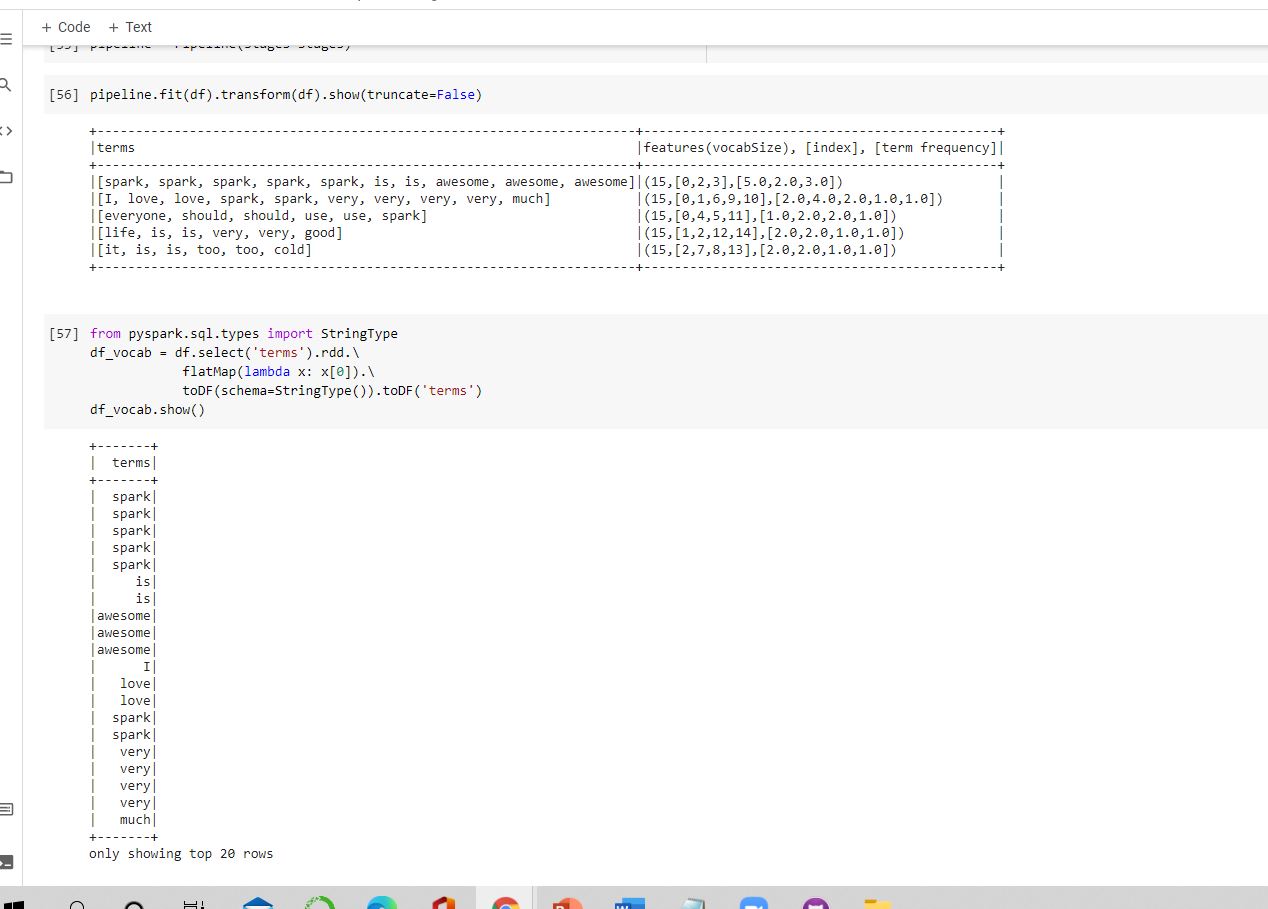 + Code + Text
[55] pipeline = Pipeline(stages=stages)
[56] pipeline.fit(df).transform(df).show(truncate=False)
+----------------------------------------------------------------------+----------------------------------------------+
|terms |features(vocabSize), [index], [term frequency]|
+----------------------------------------------------------------------+----------------------------------------------+
|[spark, spark, spark, spark, spark, is, is, awesome, awesome, awesome]|(15,[0,2,3],[5.0,2.0,3.0]) |
|[I, love, love, spark, spark, very, very, very, very, much] |(15,[0,1,6,9,10],[2.0,4.0,2.0,1.0,1.0]) |
|[everyone, should, should, use, use, spark] |(15,[0,4,5,11],[1.0,2.0,2.0,1.0]) |
|[life, is, is, very, very, good] |(15,[1,2,12,14],[2.0,2.0,1.0,1.0]) |
|[it, is, is, too, too, cold] |(15,[2,7,8,13],[2.0,2.0,1.0,1.0]) |
+----------------------------------------------------------------------+----------------------------------------------+
[57] from pyspark.sql.types import StringType
df_vocab = df.select('terms').rdd.\
flatMap(lambda x: x[0]).\
toDF(schema=StringType()).toDF('terms')
df_vocab.show()
+-------+
| terms|
+-------+
| spark|
| spark|
| spark|
| spark|
| spark|
| is|
| is|
|awesome|
|awesome|
|awesome|
| I|
| love|
| love|
| spark|
| spark|
| very|
| very|
| very|
| very|
| much|
+-------+
only showing top 20 rows